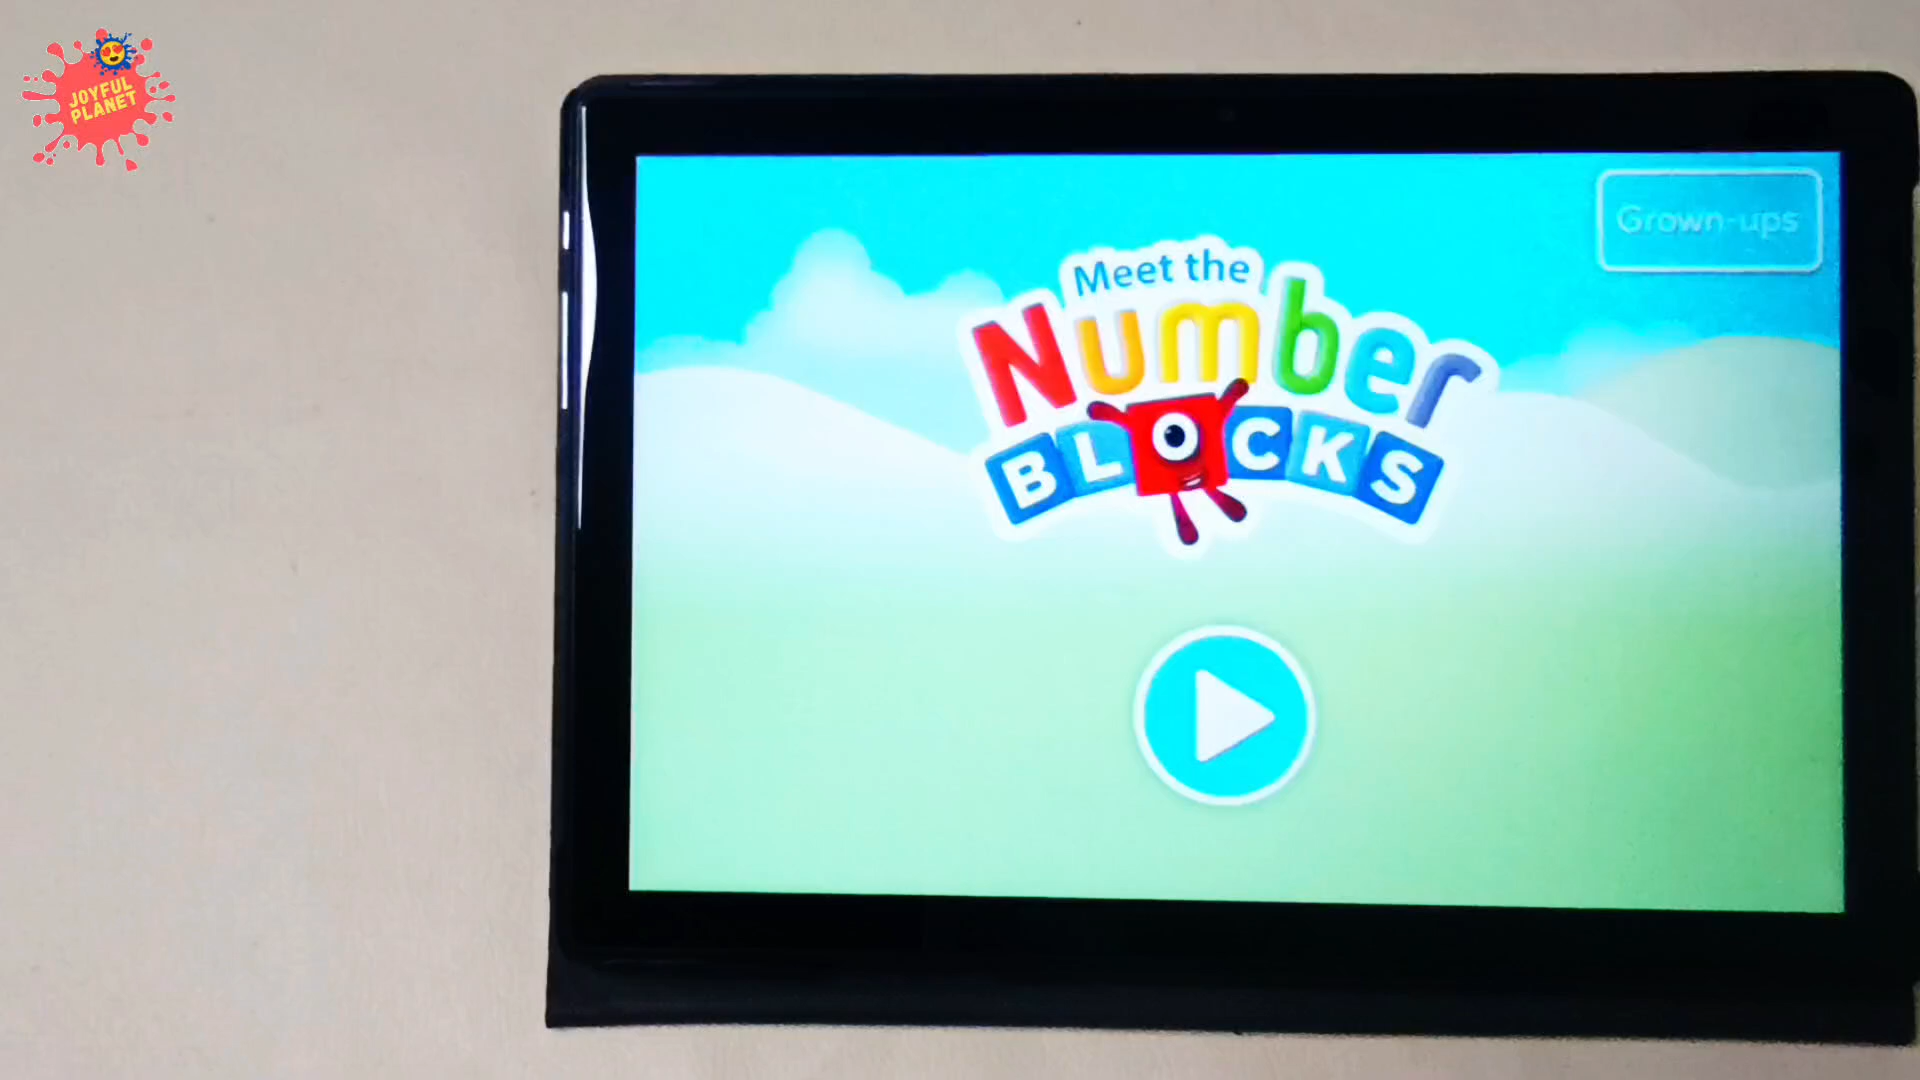 JOYFUL
PLANET
Grown-ups
Meet the
Number
BLOCKS